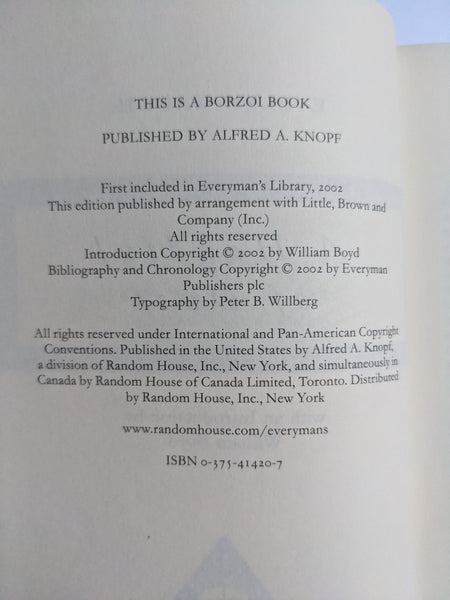 THIS IS A BORZOI BOOK
PUBLISHED BY ALFRED A. KNOPF
First included in Everyman's Library, 2002
This edition published by arrangement with Little, Brown and
Company (Inc.)
All rights reserved
Introduction Copyright © 2002 by William Boyd
Bibliography and Chronology Copyright © 2002 by Everyman
Publishers plc
Typography by Peter B. Willberg
All rights reserved under International and Pan-American Copyright
Conventions. Published in the United States by Alfred A. Knopf,
a division of Random House, Inc., New York, and simultaneously in
Canada by Random House of Canada Limited, Toronto. Distributed
by Random House, Inc., New York
www.randomhouse.com/everymans
ISBN 0-375-41420-7